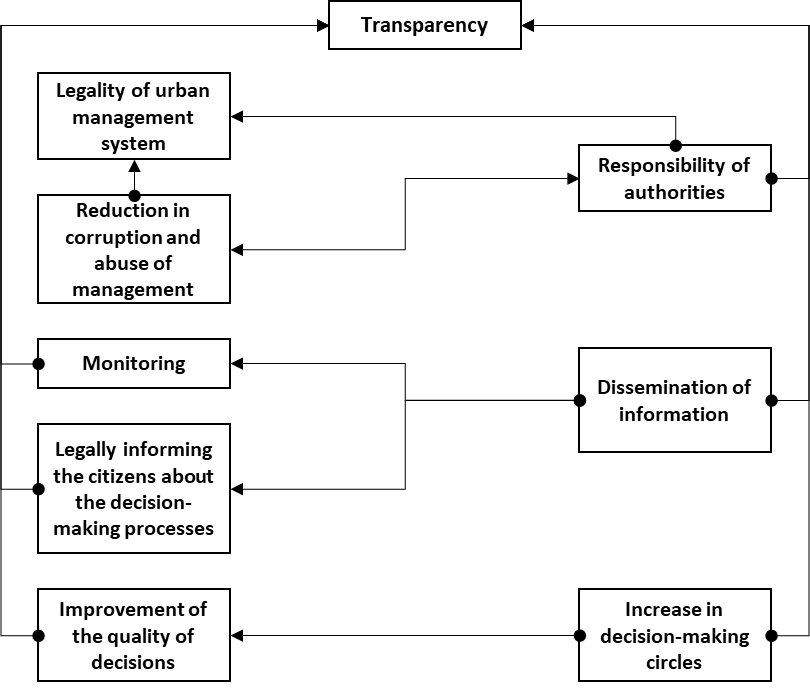 Transparency
Legality of urban
management
system
Responsibility of
authorities
Reduction in
corruption and
abuse of
management
Monitoring
Dissemination of
information
Legally informing
the citizens about
the decision-
making processes
Improvement of
the quality of
decisions
Increase in
decision-making
circles